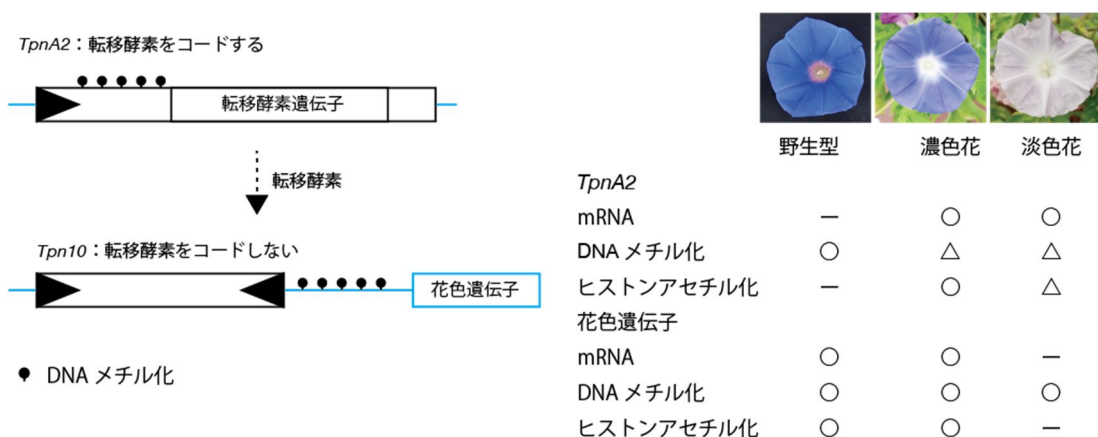 TpnA2：転移酵素をコードする
転移酵素遺伝子
転移酵素
Tpn10：転移酵素をコードしない
花色遺伝子
DNA メチル化
野生型 濃色花 淡色花
TpnA2
mRNA － ○ ○
DNA メチル化 ○ △ △
ヒストンアセチル化 － ○ △
花色遺伝子
mRNA ○ ○ －
DNA メチル化 ○ ○ ○
ヒストンアセチル化 ○ ○ －